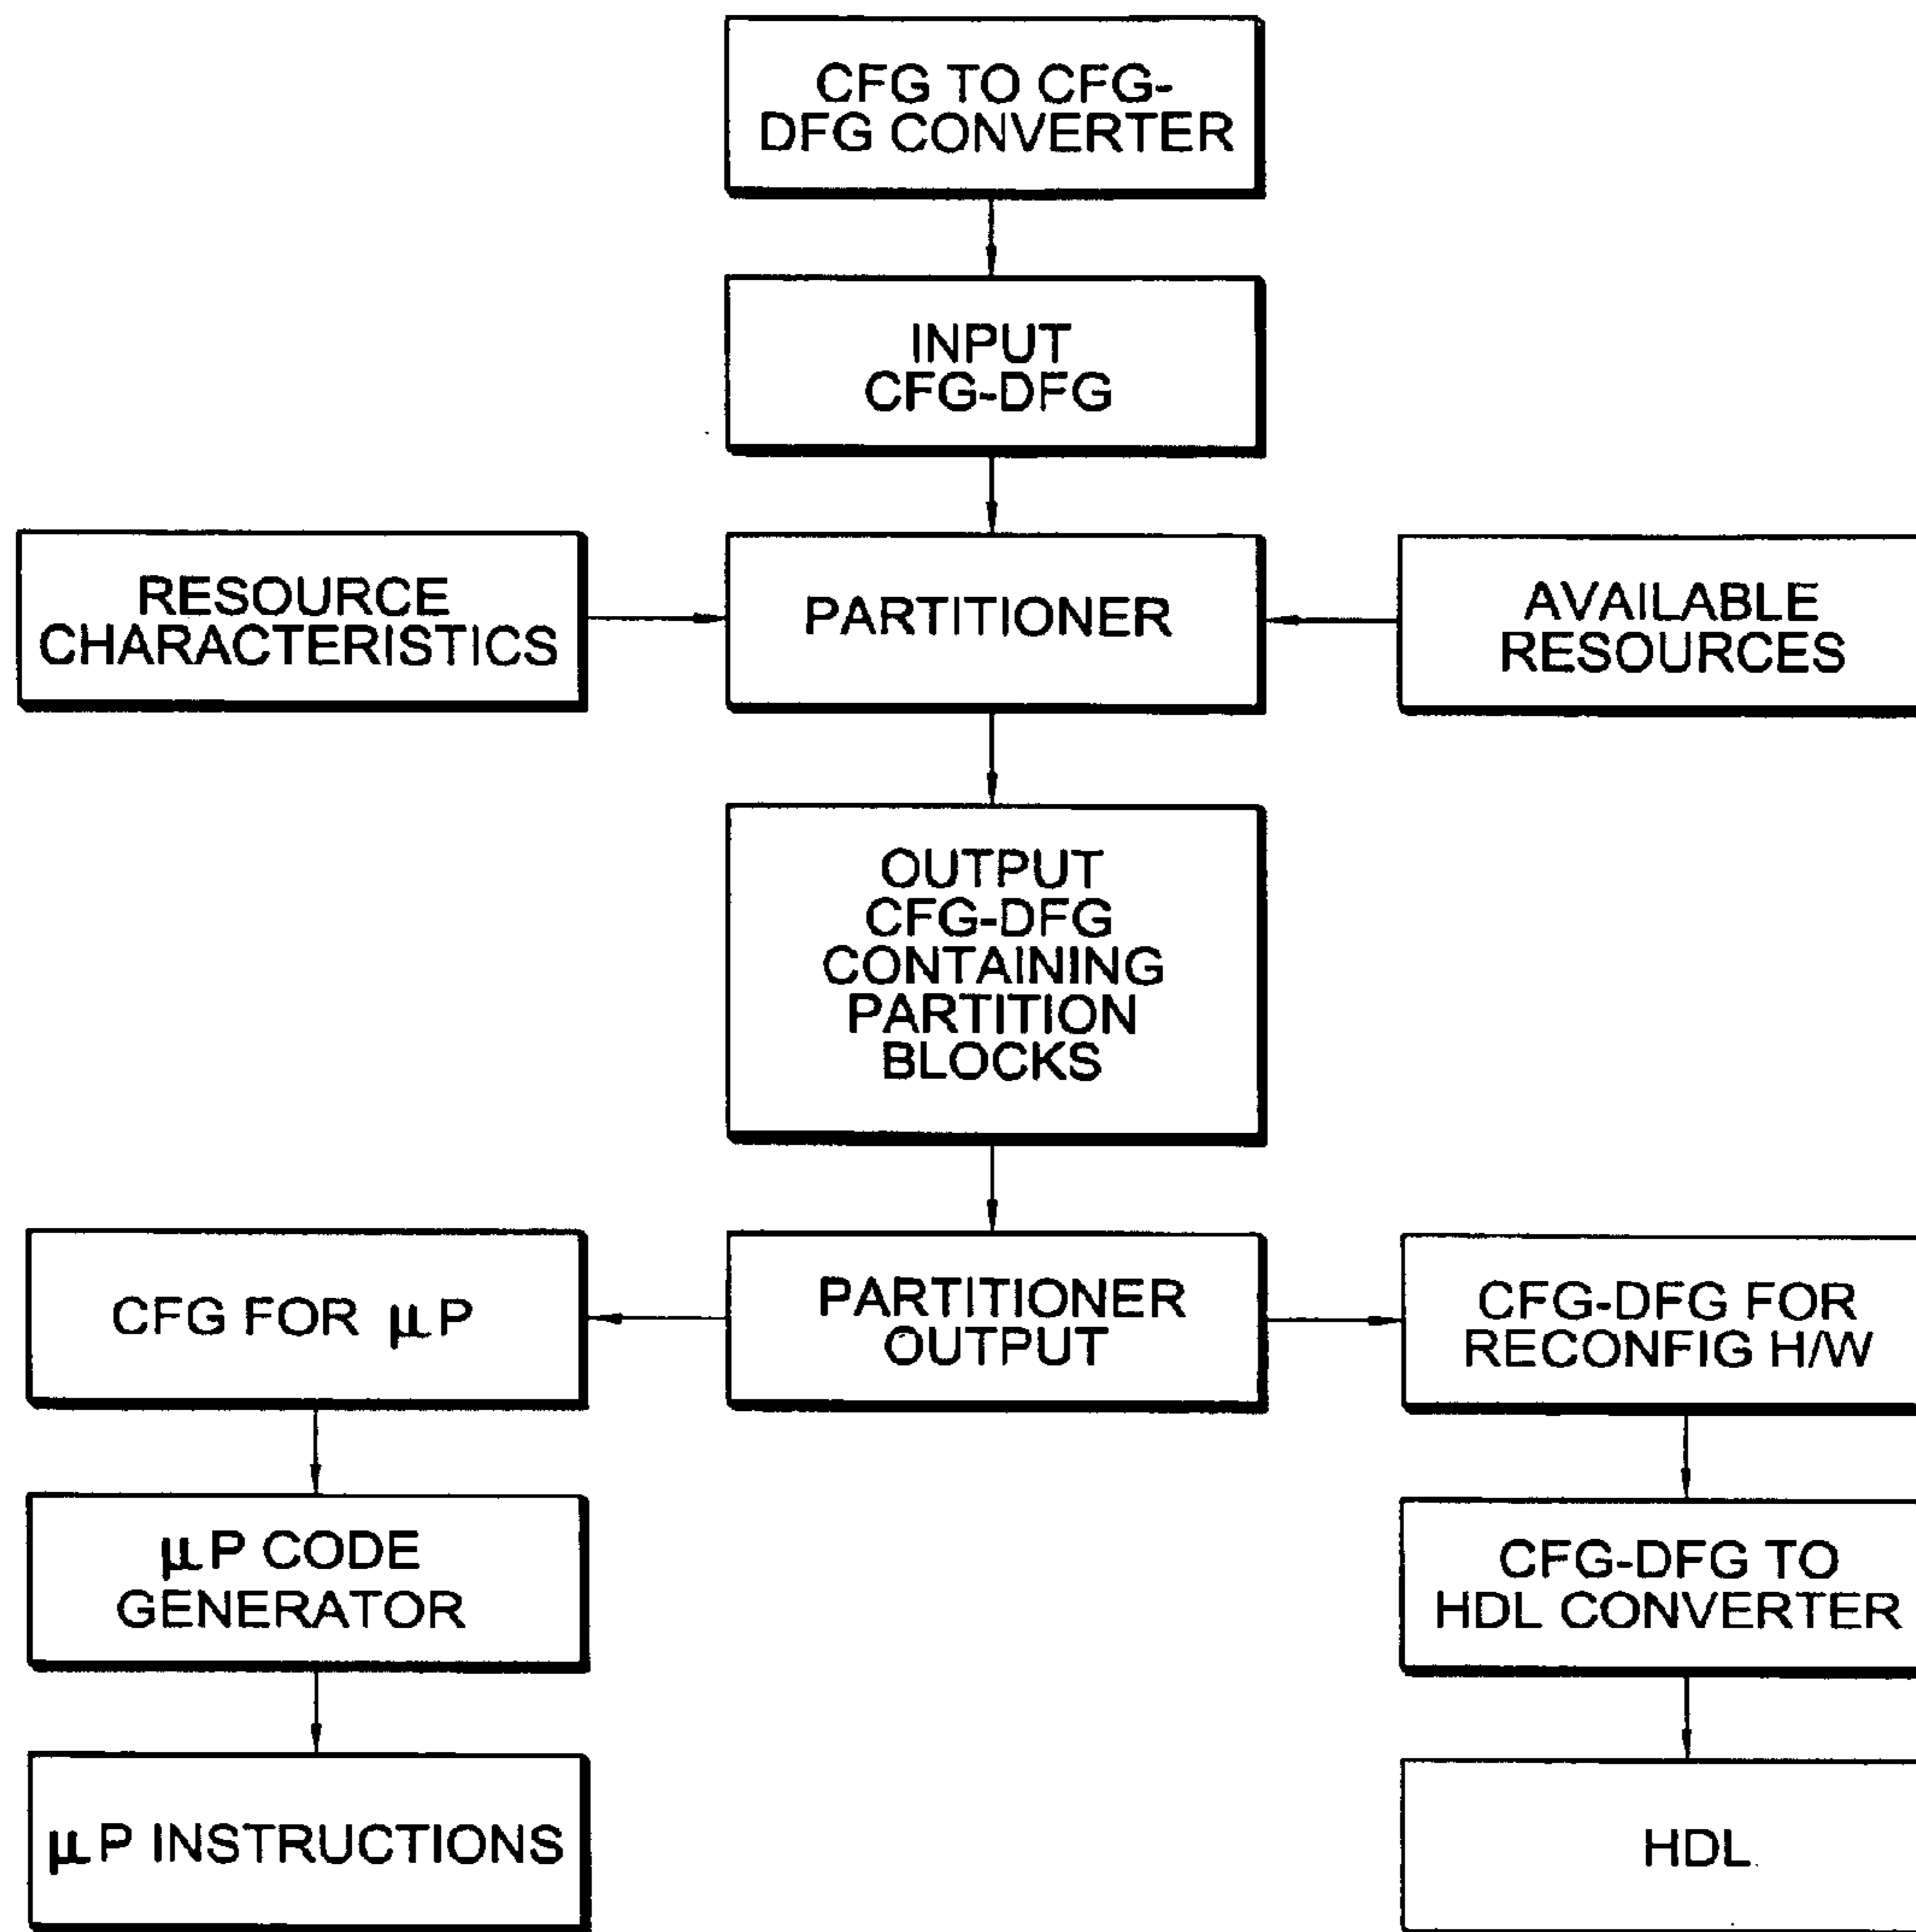 CFG TO CFG-
DFG CONVERTER
INPUT
CFG-DFG
RESOURCE
CHARACTERISTICS
PARTITIONER
AVAILABLE
RESOURCES
OUTPUT
CFG-DFG
CONTAINING
PARTITION
BLOCKS
CFG FOR μP
PARTITIONER
OUTPUT
CFG-DFG FOR
RECONFIG H/W
μP CODE
GENERATOR
CFG-DFG TO
HDL CONVERTER
μP INSTRUCTIONS
HDL